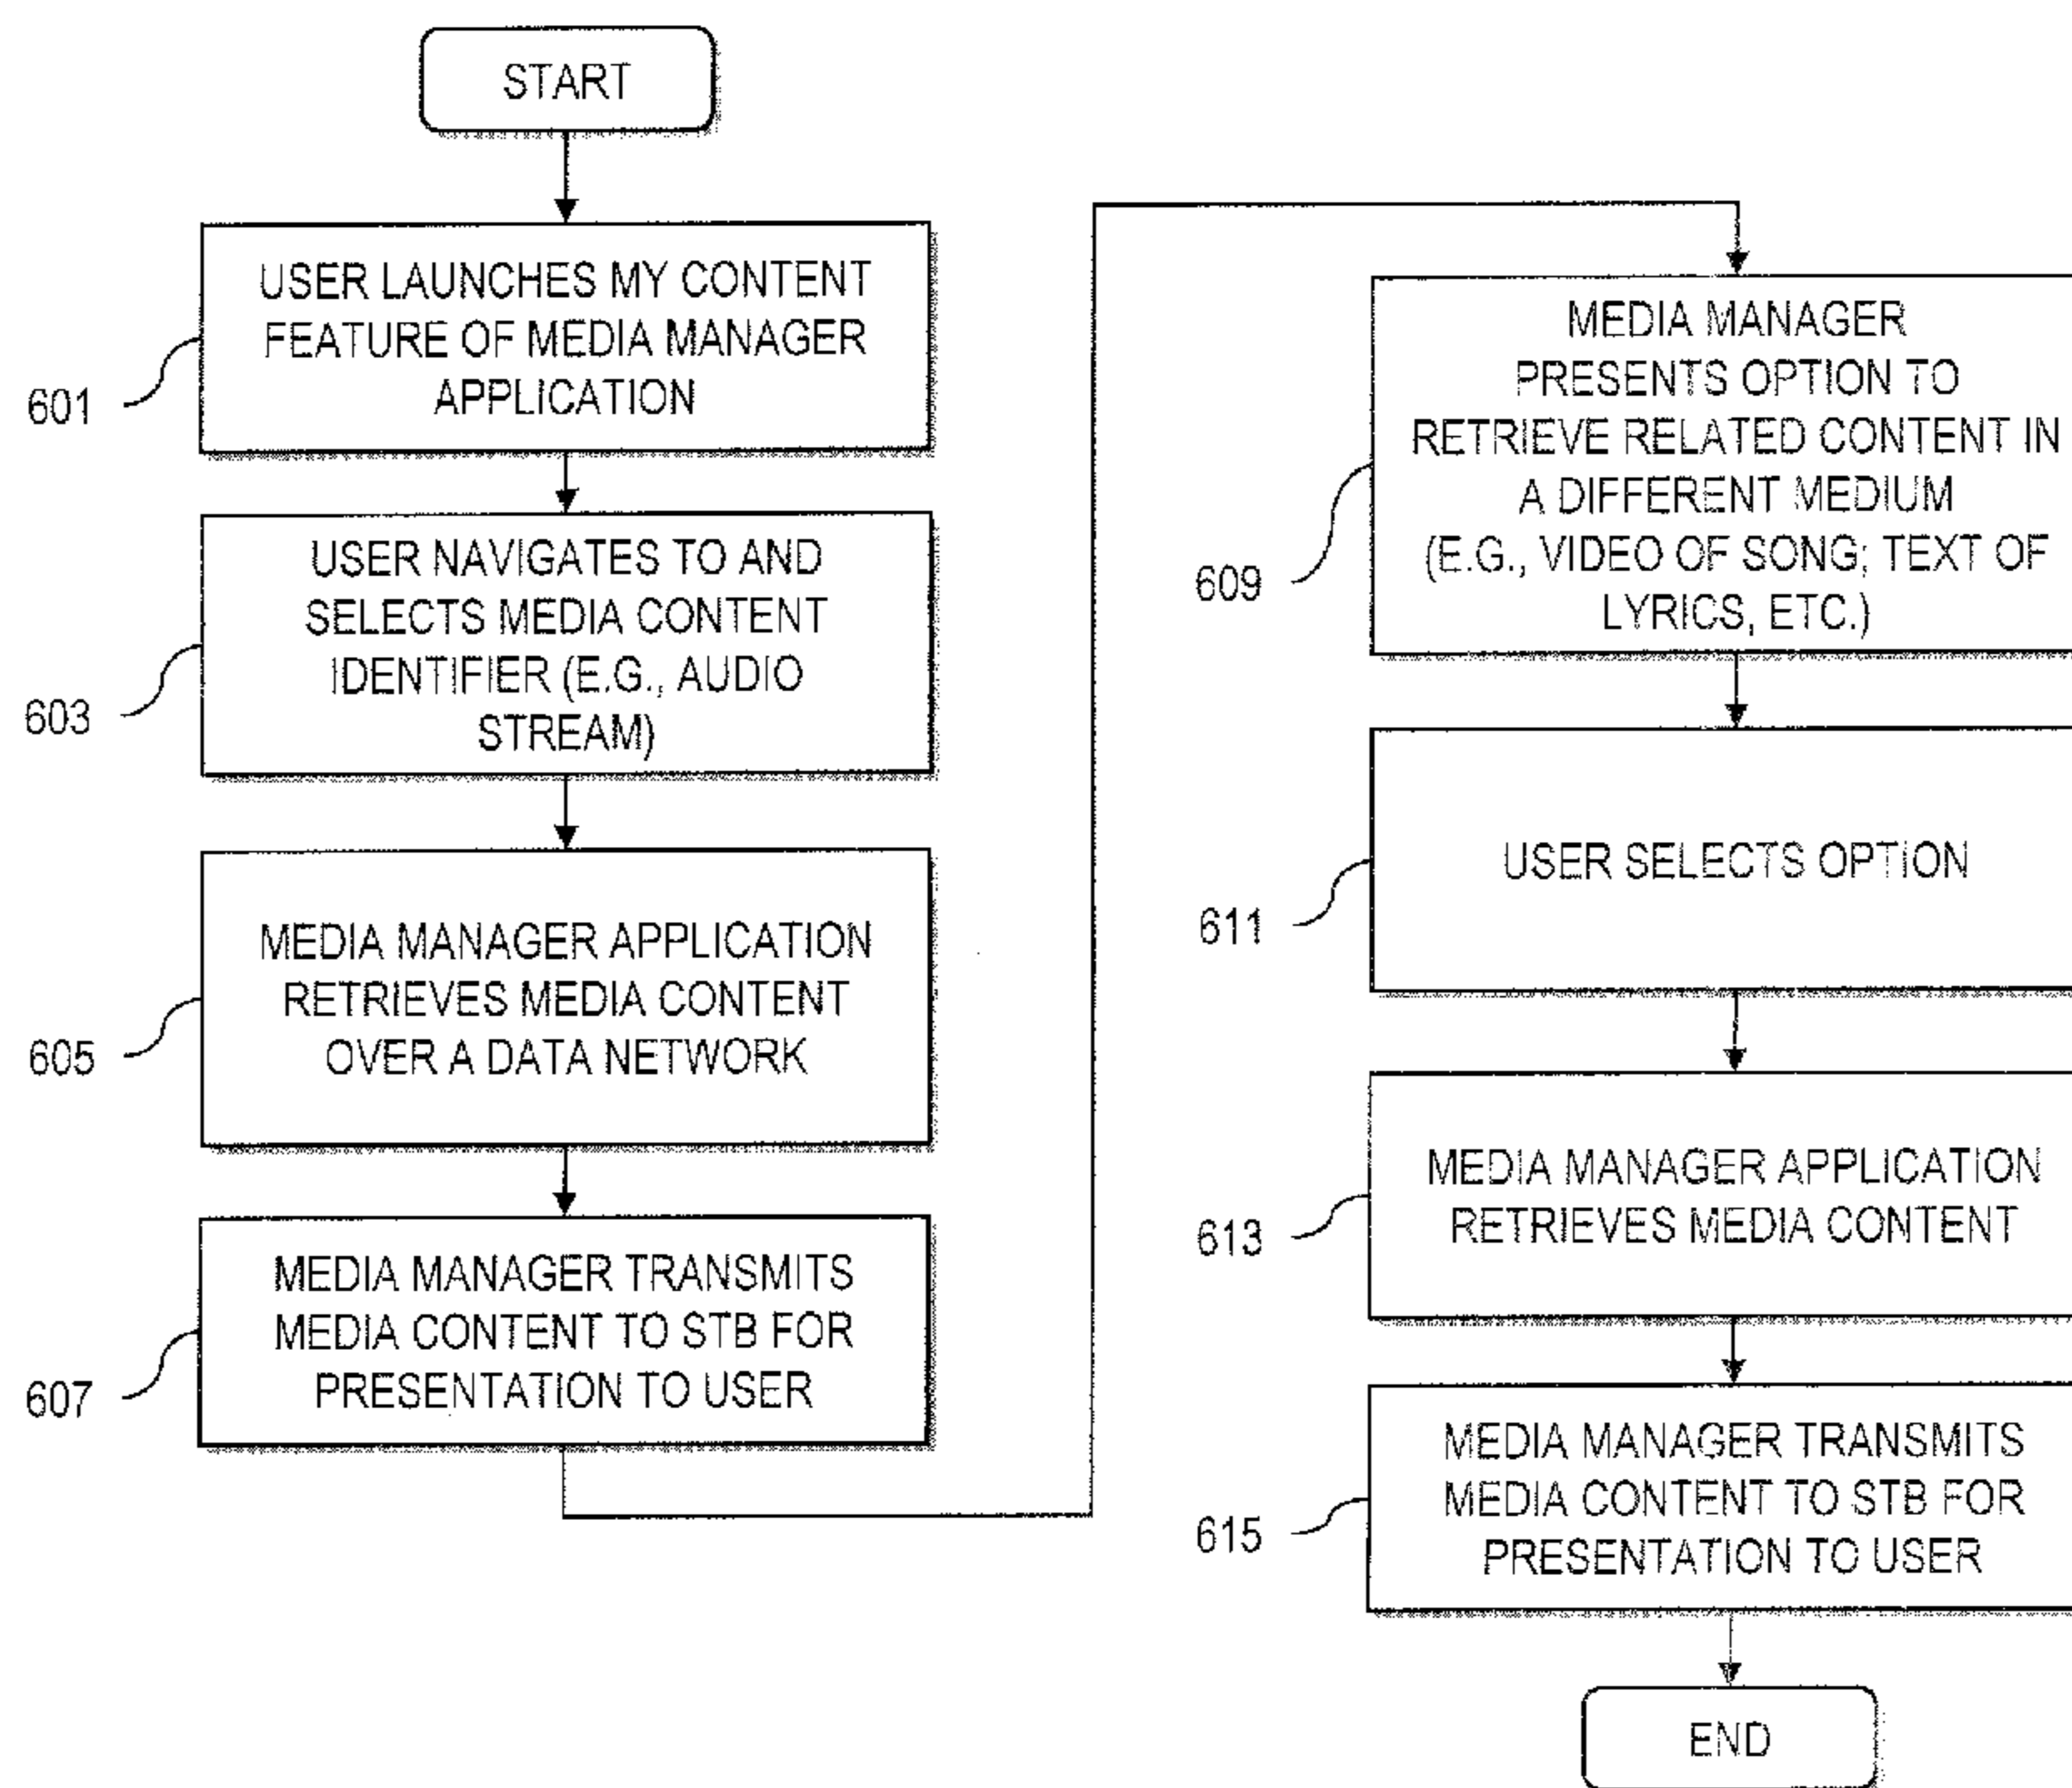 START
USER LAUNCHES MY CONTENT
FEATURE OF MEDIA MANAGER
APPLICATION
601
USER NAVIGATES TO AND
SELECTS MEDIA CONTENT
IDENTIFIER (E.G., AUDIO
STREAM)
603
MEDIA MANAGER APPLICATION
RETRIEVES MEDIA CONTENT
OVER A DATA NETWORK
605
MEDIA MANAGER TRANSMITS
MEDIA CONTENT TO STB FOR
PRESENTATION TO USER
607
MEDIA MANAGER
PRESENTS OPTION TO
RETRIEVE RELATED CONTENT IN
A DIFFERENT MEDIUM
(E.G., VIDEO OF SONG; TEXT OF
LYRICS, ETC.)
609
USER SELECTS OPTION
611
MEDIA MANAGER APPLICATION
RETRIEVES MEDIA CONTENT
613
MEDIA MANAGER TRANSMITS
MEDIA CONTENT TO STB FOR
PRESENTATION TO USER
615
END